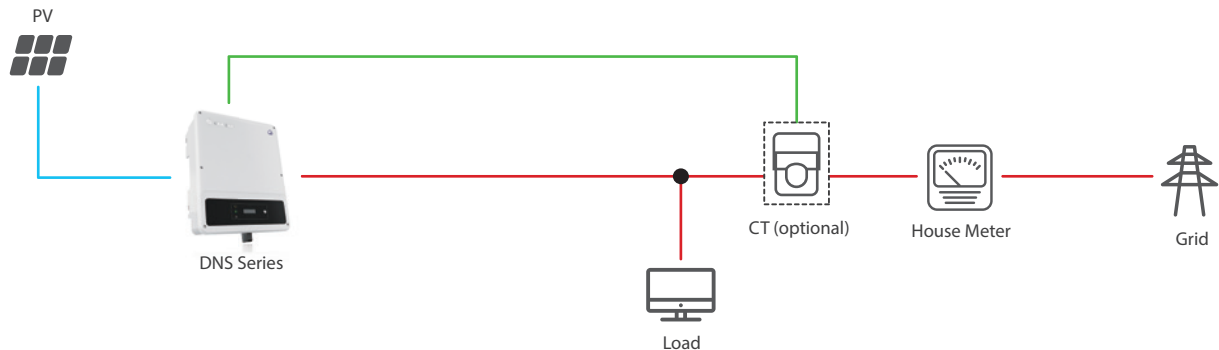 PV
DNS Series
Load
CT (optional)
House Meter
Grid